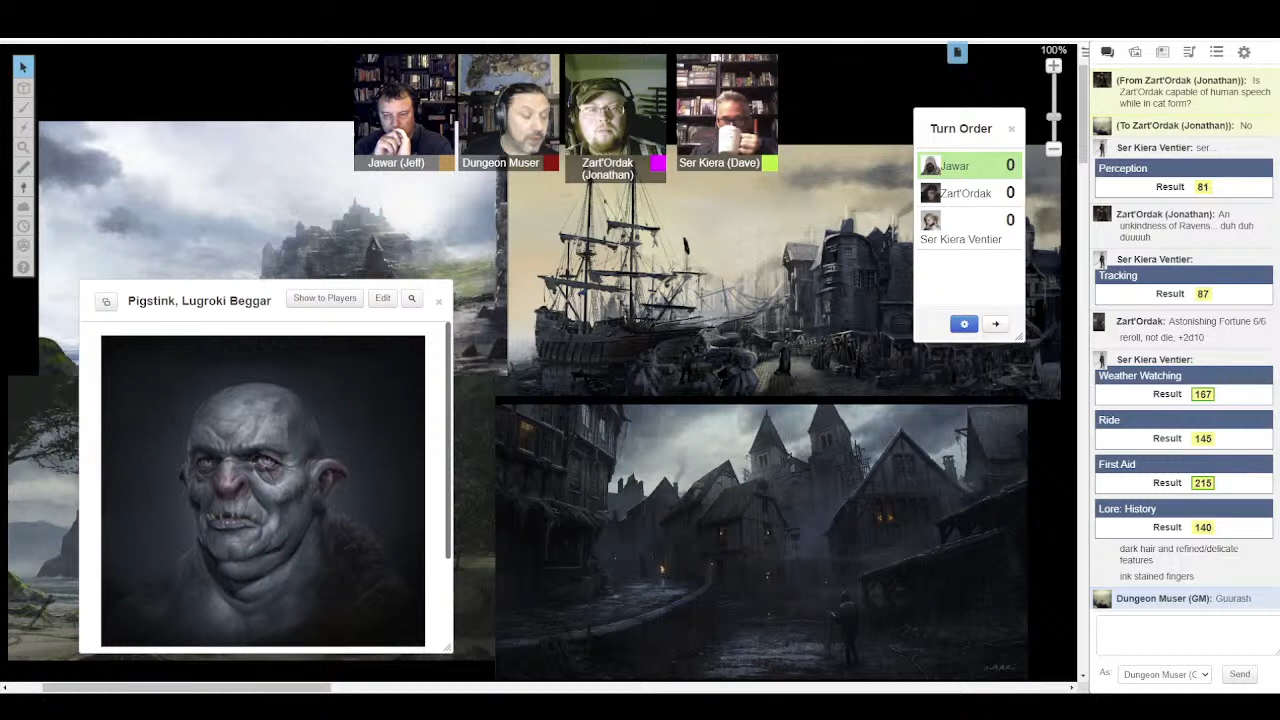 100%
Jawar (Jeff)
Dungeon Muser
Zart'Ordak
(Jonathan)
Ser Kiera (Dave)
Turn Order
×
Jawar 0
Zart'Ordak 0
0
Ser Kiera Ventier
Pigstink, Lugroki Beggar
Show to Players
Edit
×
(From Zart'Ordak (Jonathan)): Is
Zart'Ordak capable of human speech
while in cat form?
(To Zart'Ordak (Jonathan)): No
Ser Kiera Ventier: ser...
Perception
Result 81
Zart'Ordak (Jonathan): An
unkindness of Ravens... duh duh
duuuuh
Ser Kiera Ventier:
Tracking
Result 87
Zart'Ordak: Astonishing Fortune 6/6
reroll, not die, +2d10
Ser Kiera Ventier:
Weather Watching
Result 167
Ride
Result 145
First Aid
Result 215
Lore: History
Result 140
dark hair and refined/delicate
features
ink stained fingers
Dungeon Muser (GM): Guurash
As:
Dungeon Muser (G
Send